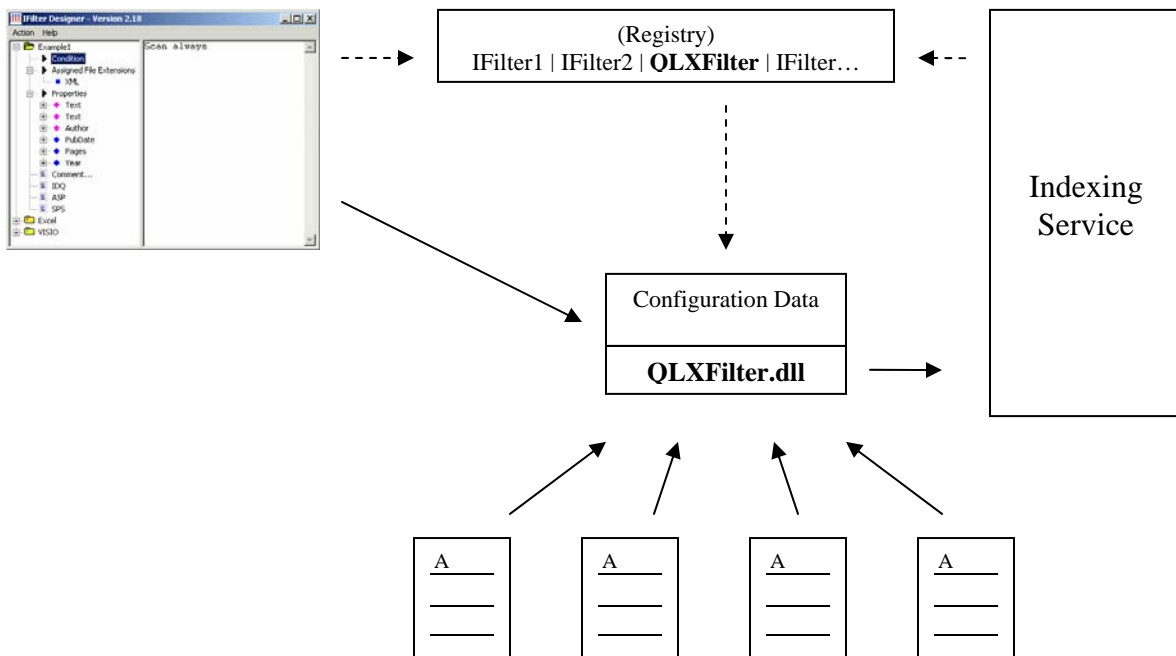 IFilter Designer - Version 2.18
Action Help
Example1
Condition
Assigned File Extensions
XML
Properties
Text
Text
Author
PubDate
Pages
Year
Comment...
IDQ
ASP
SPS
Excel
VISIO
Scan always
(Registry)
IFilter1 | IFilter2 | QLXFilter | IFilter…
Indexing
Service
Configuration Data
QLXFilter.dll
A
A
A
A